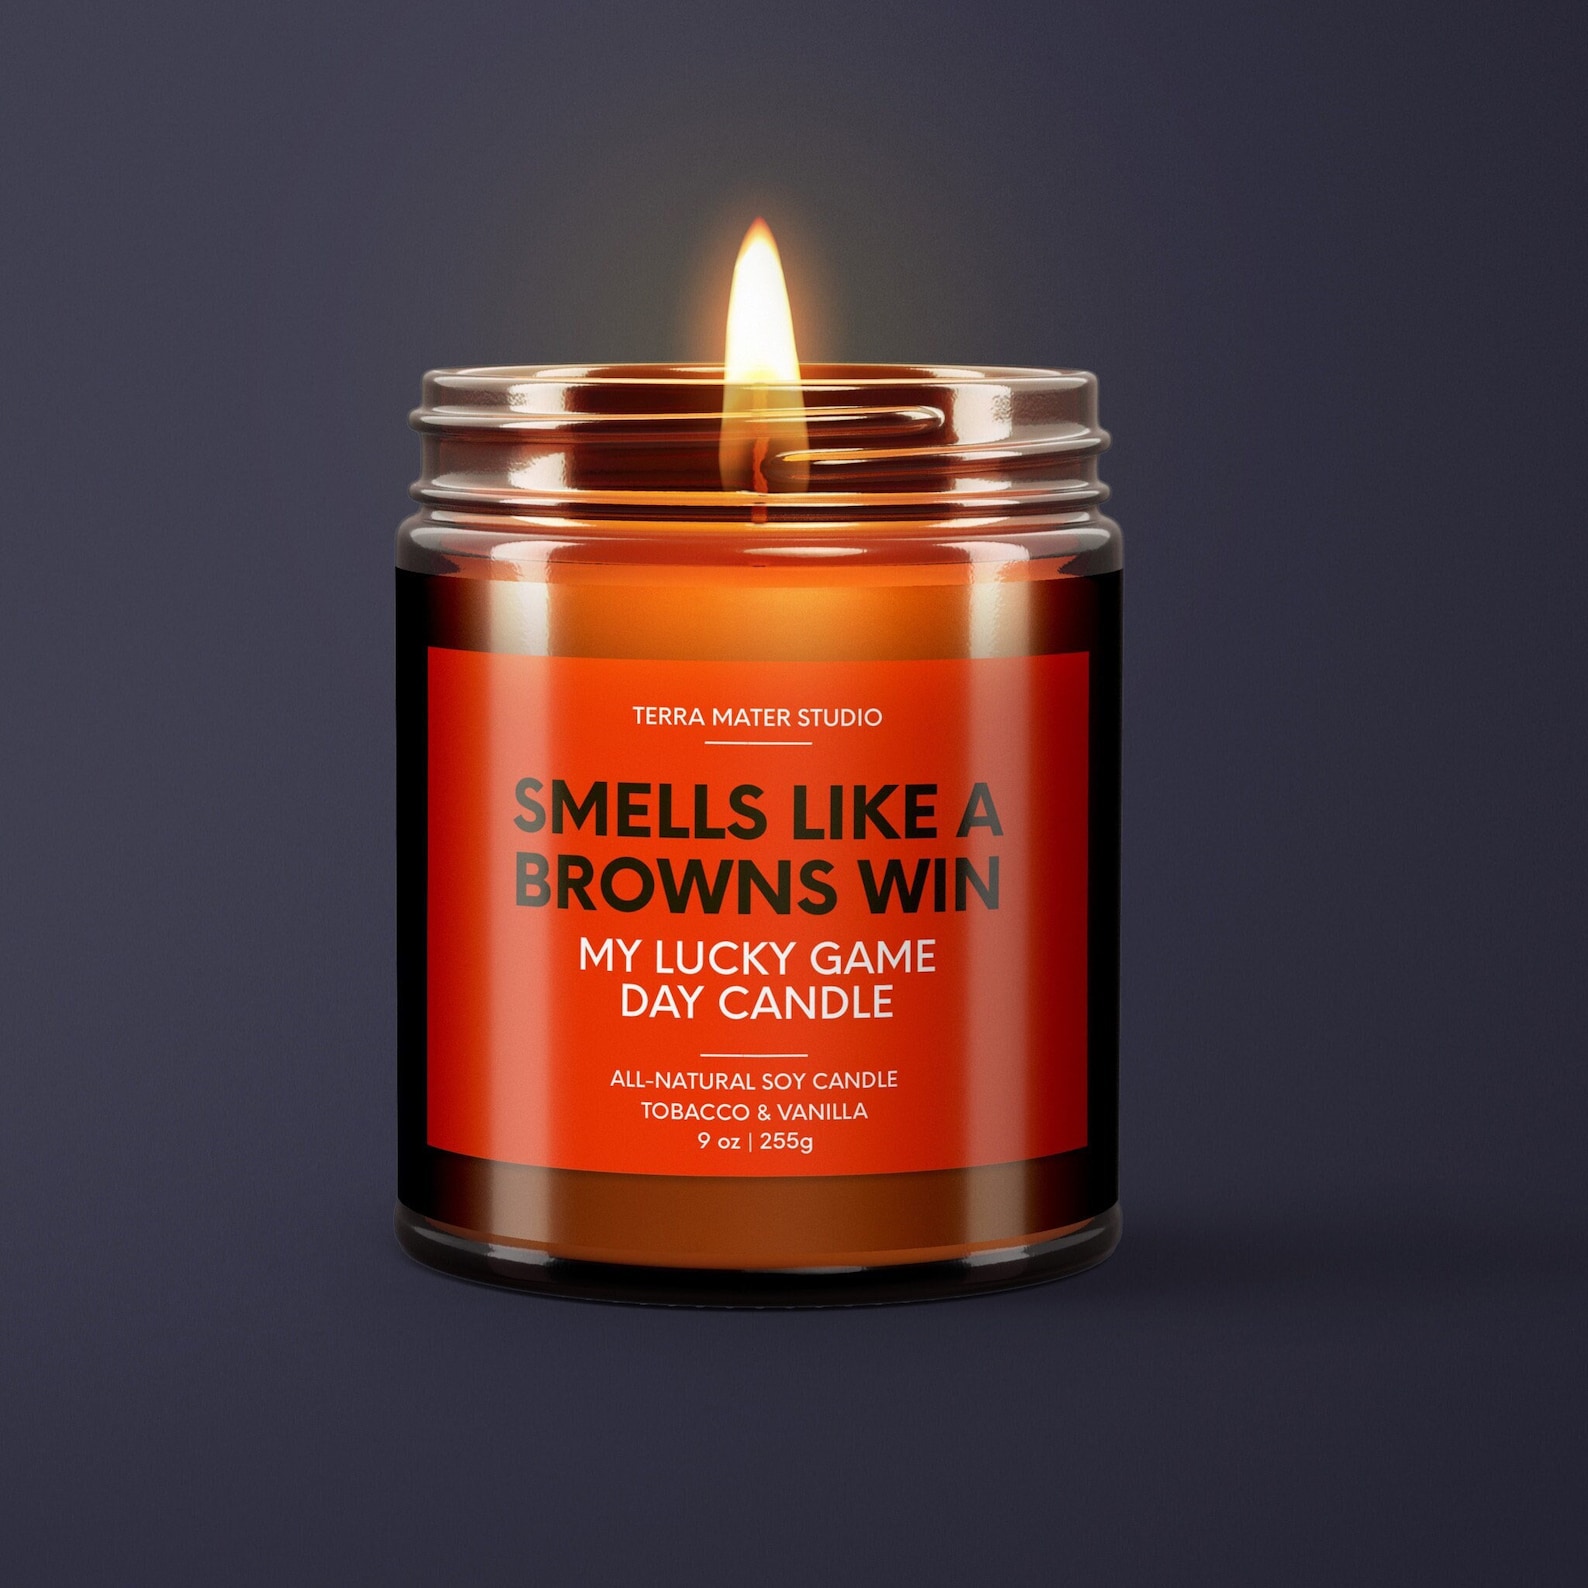 TERRA MATER STUDIO
SMELLS LIKE A
BROWNS WIN
MY LUCKY GAME
DAY CANDLE
ALL-NATURAL SOY CANDLE
TOBACCO & VANILLA
9 oz | 255g